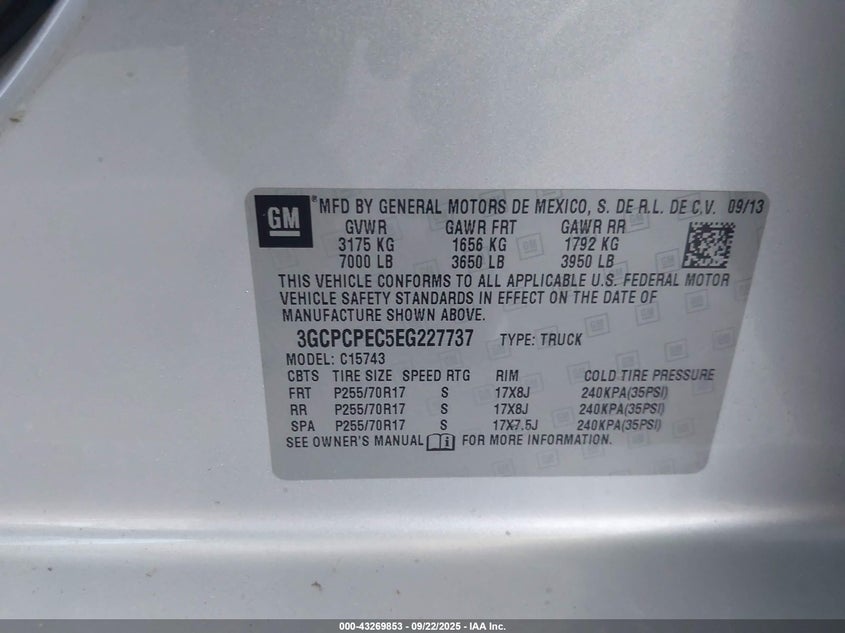 GM ® MFD BY GENERAL MOTORS DE MEXICO, S. DE R.L. DE C.V. 09/13
GVWR GAWR FRT GAWR RR
3175 KG 1656 KG 1792 KG
7000 LB 3650 LB 3950 LB
THIS VEHICLE CONFORMS TO ALL APPLICABLE U.S. FEDERAL MOTOR
VEHICLE SAFETY STANDARDS IN EFFECT ON THE DATE OF
MANUFACTURE SHOWN ABOVE.
3GCPCPEC5EG227737 TYPE: TRUCK
MODEL: C15743
CBTS TIRE SIZE SPEED RTG RIM COLD TIRE PRESSURE
FRT P255/70R17 S 17X8J 240KPA(35PSI)
RR P255/70R17 S 17X8J 240KPA(35PSI)
SPA P255/70R17 S 17X7.5J 240KPA(35PSI)
SEE OWNER'S MANUAL i FOR MORE INFORMATION.
000-43269853 - 09/22/2025 - IAA Inc.